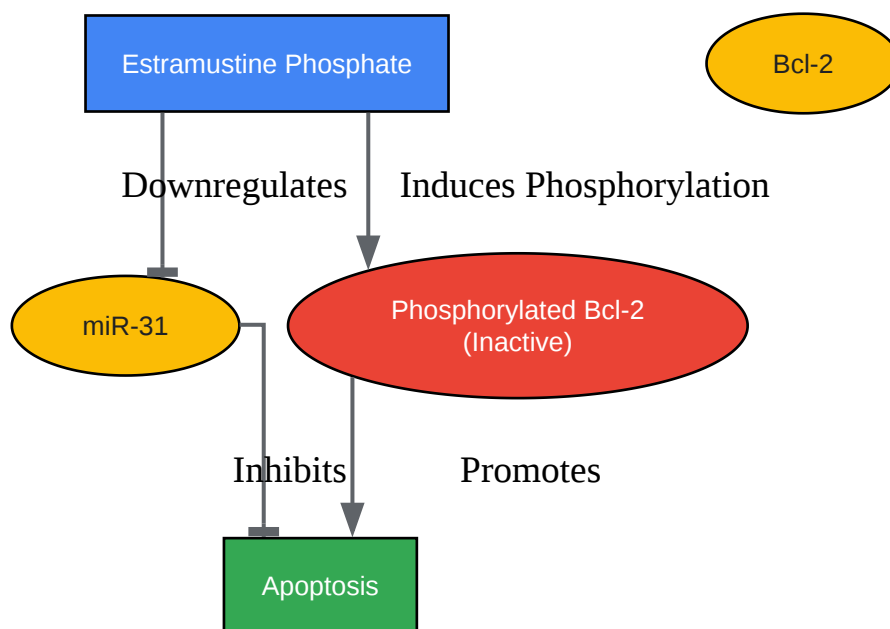 Estramustine Phosphate
Bcl-2
Downregulates
Induces Phosphorylation
miR-31
Phosphorylated Bcl-2
(Inactive)
Inhibits
Promotes
Apoptosis